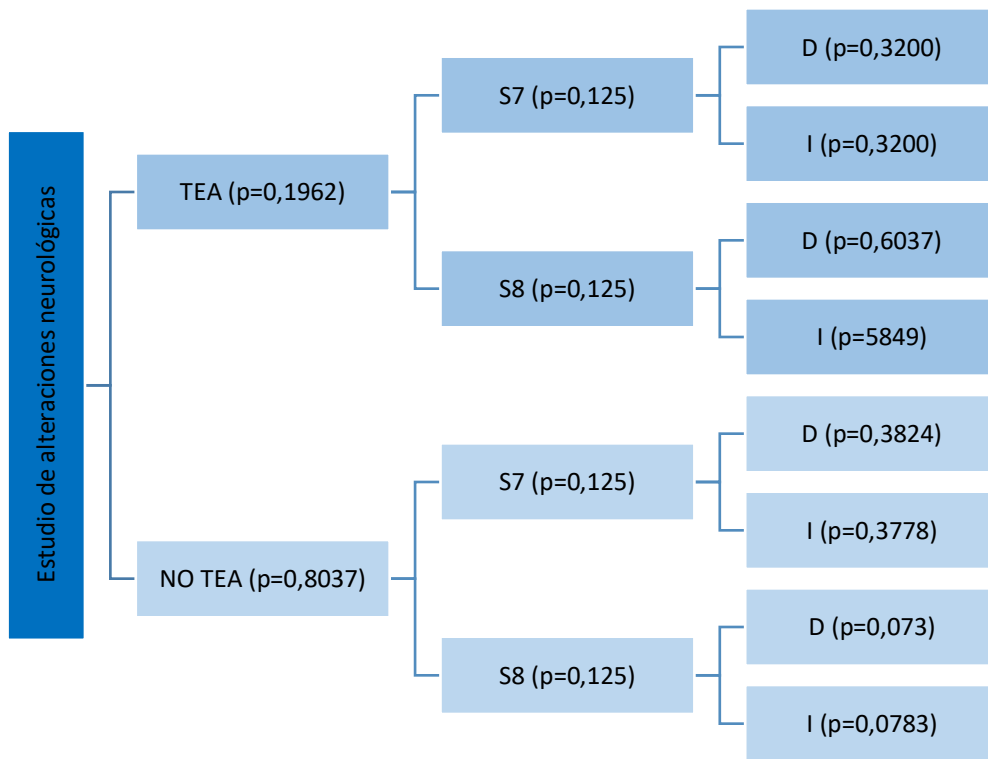 Estudio de alteraciones neurológicas
TEA (p=0,1962)
S7 (p=0,125)
D (p=0,3200)
I (p=0,3200)
S8 (p=0,125)
D (p=0,6037)
I (p=5849)
NO TEA (p=0,8037)
S7 (p=0,125)
D (p=0,3824)
I (p=0,3778)
S8 (p=0,125)
D (p=0,073)
I (p=0,0783)